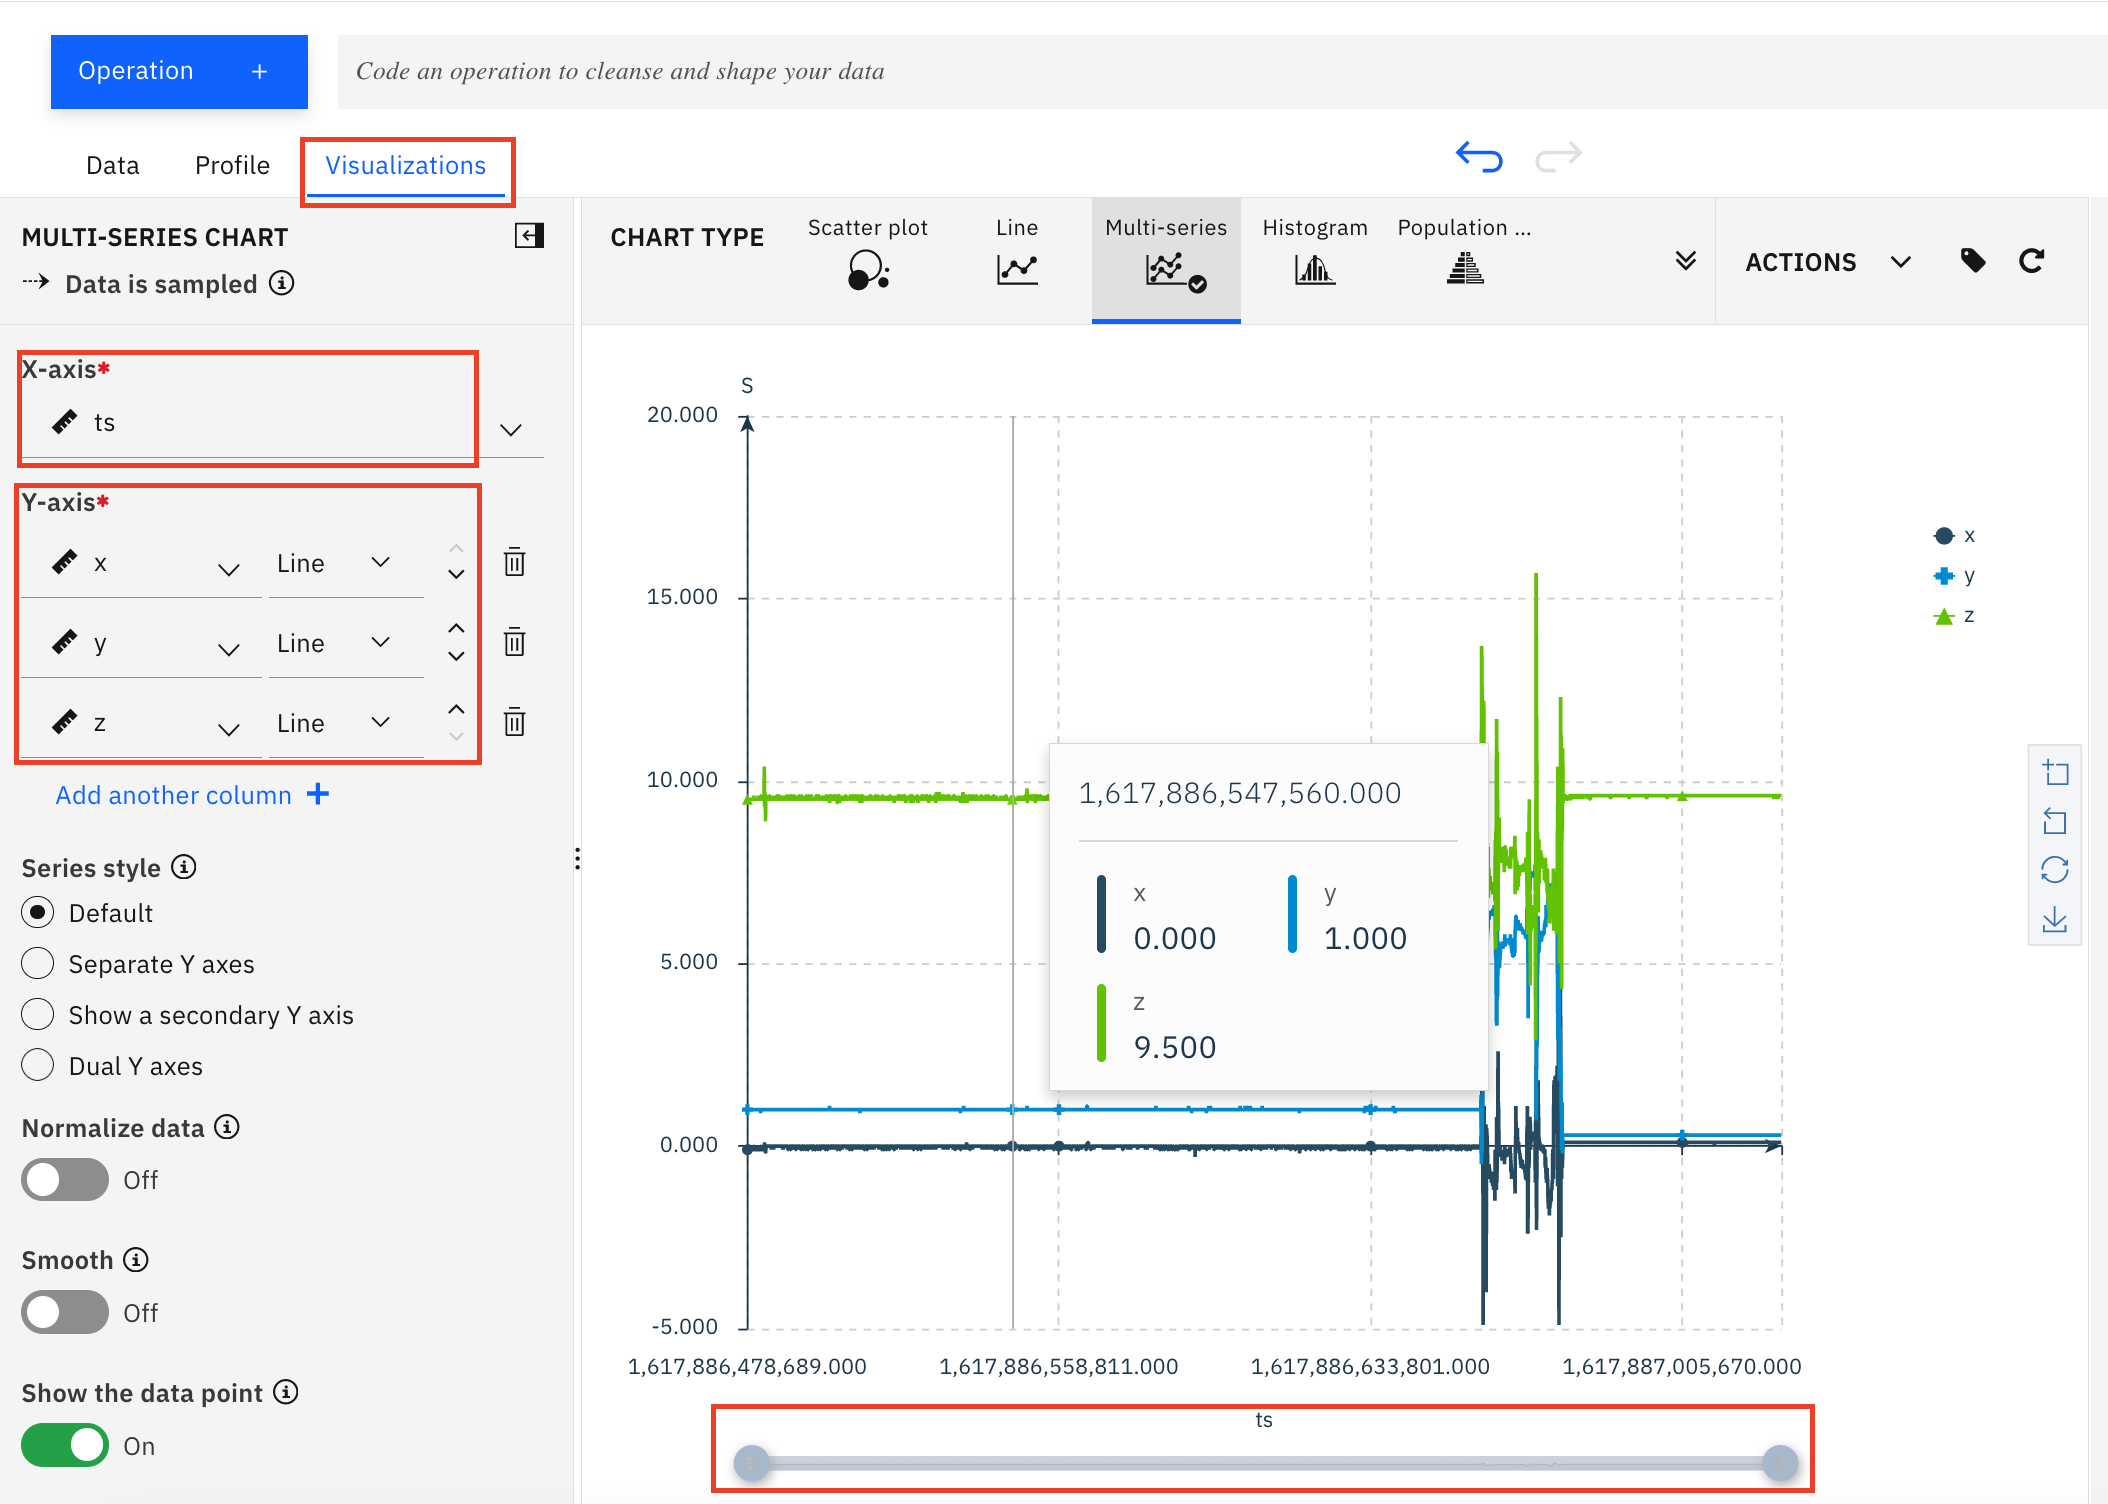 Operation +
Code an operation to cleanse and shape your data
Data Profile Visualizations
MULTI-SERIES CHART
Data is sampled
CHART TYPE
Scatter plot
Line
Multi-series
Histogram
Population ...
ACTIONS
X-axis*
ts
Y-axis*
x Line
y Line
z Line
Add another column +
Series style
Default
Separate Y axes
Show a secondary Y axis
Dual Y axes
Normalize data
Off
Smooth
Off
Show the data point
On
S
20.000
15.000
10.000
5.000
0.000
-5.000
1,617,886,478,689.000
1,617,886,558,811.000
1,617,886,633,801.000
1,617,887,005,670.000
ts
x
y
z
1,617,886,547,560.000
x
0.000
y
1.000
z
9.500